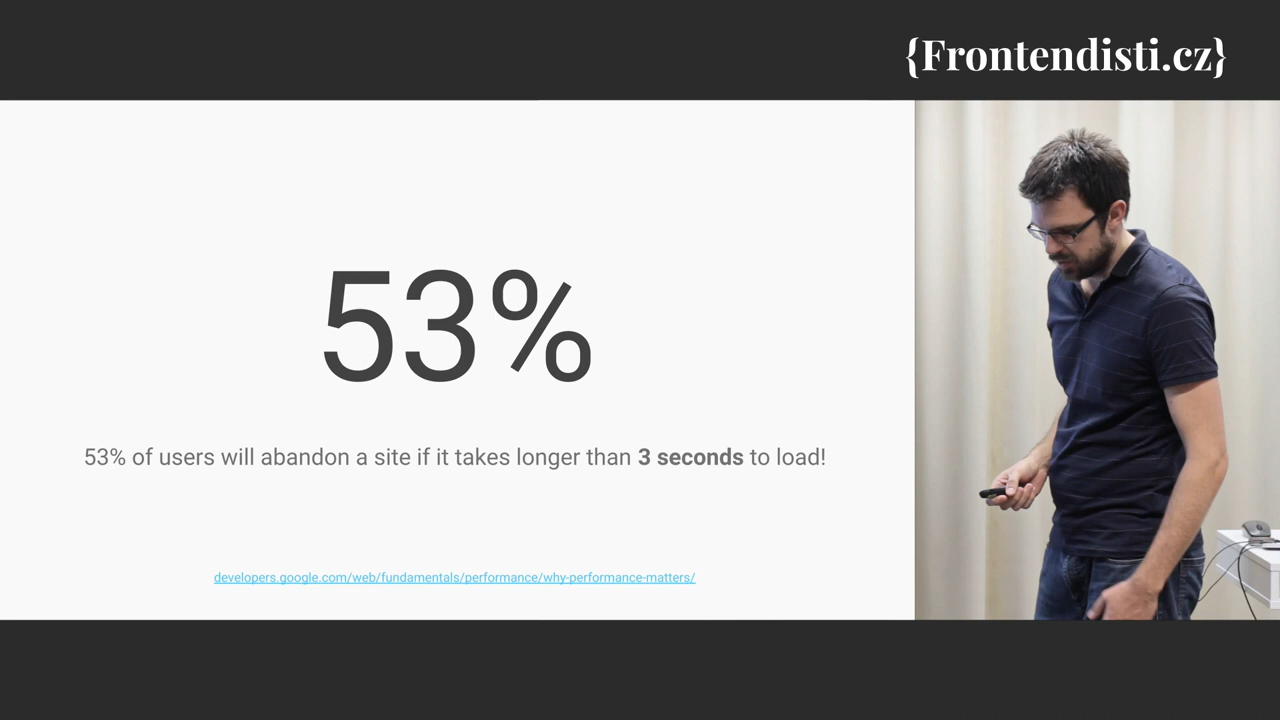 {Frontendisti.cz}
53%
53% of users will abandon a site if it takes longer than 3 seconds to load!
developers.google.com/web/fundamentals/performance/why-performance-matters/